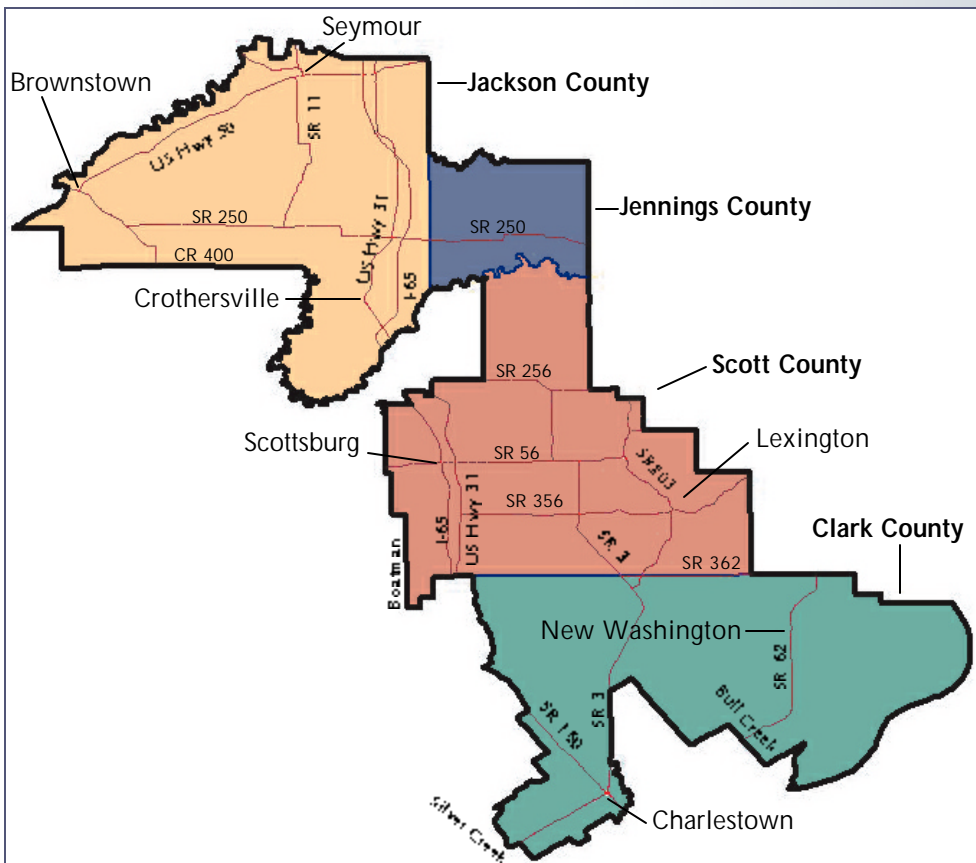 Seymour
Brownstown
Jackson County
SR 11
US Hwy 50
Jennings County
SR 250
SR 250
US Hwy 31
CR 400
I-65
Crothersville
Scott County
SR 256
Scottsburg
SR 56
Lexington
SR 203
SR 356
I-65
US Hwy 31
SR 3
Clark County
SR 362
Boatman
New Washington
SR 62
SR 3
Bull Creek
SR 160
Silver Creek
Charlestown